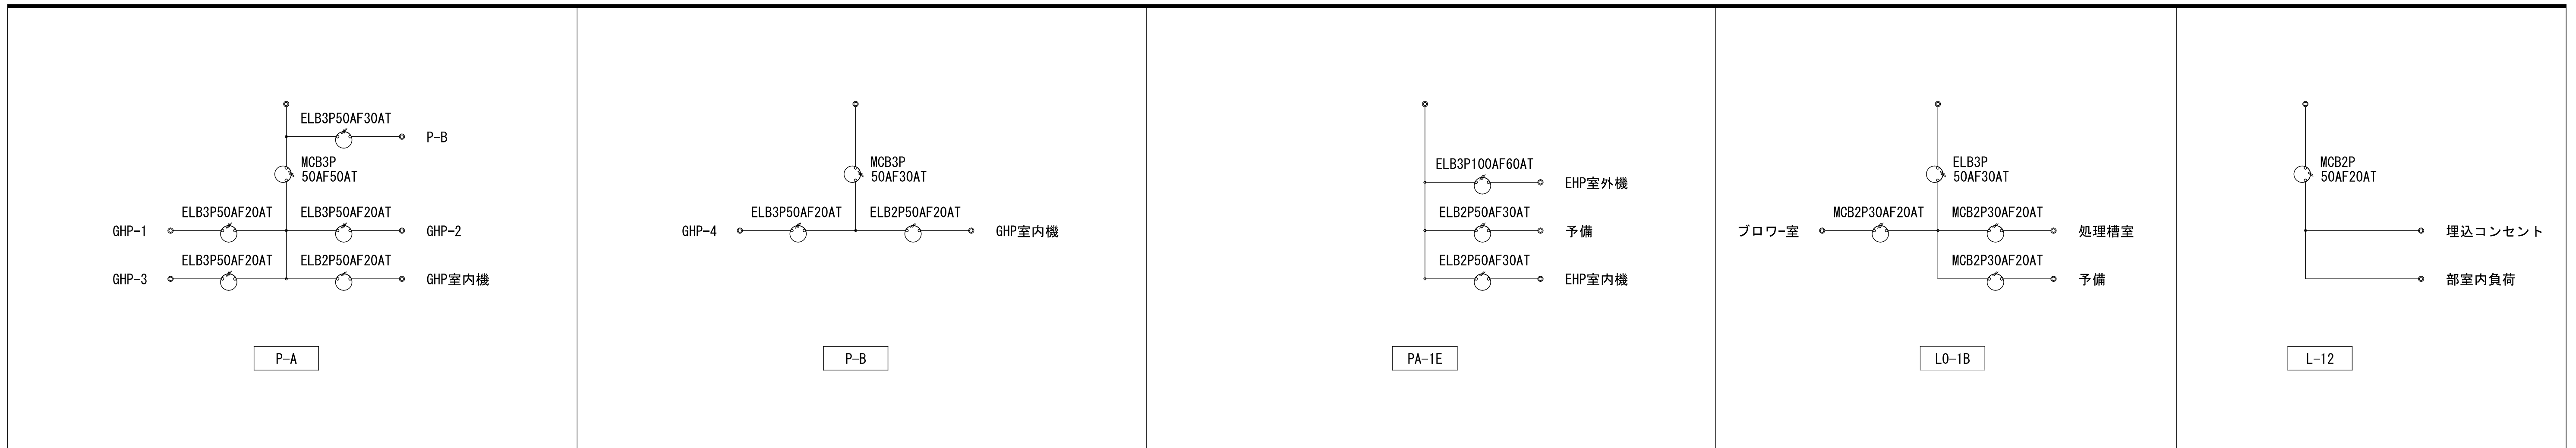 ELB3P50AF30AT
P-B
MCB3P
50AF50AT
ELB3P50AF20AT
ELB3P50AF20AT
GHP-1
GHP-2
ELB3P50AF20AT
ELB2P50AF20AT
GHP-3
GHP室内機
P-A
MCB3P
50AF30AT
ELB3P50AF20AT
ELB2P50AF20AT
GHP-4
GHP室内機
P-B
ELB3P100AF60AT
EHP室外機
ELB2P50AF30AT
予備
ELB2P50AF30AT
EHP室内機
PA-1E
ELB3P
50AF30AT
MCB2P30AF20AT
MCB2P30AF20AT
ブロワー室
処理槽室
MCB2P30AF20AT
予備
LO-1B
MCB2P
50AF20AT
埋込コンセント
部室内負荷
L-12